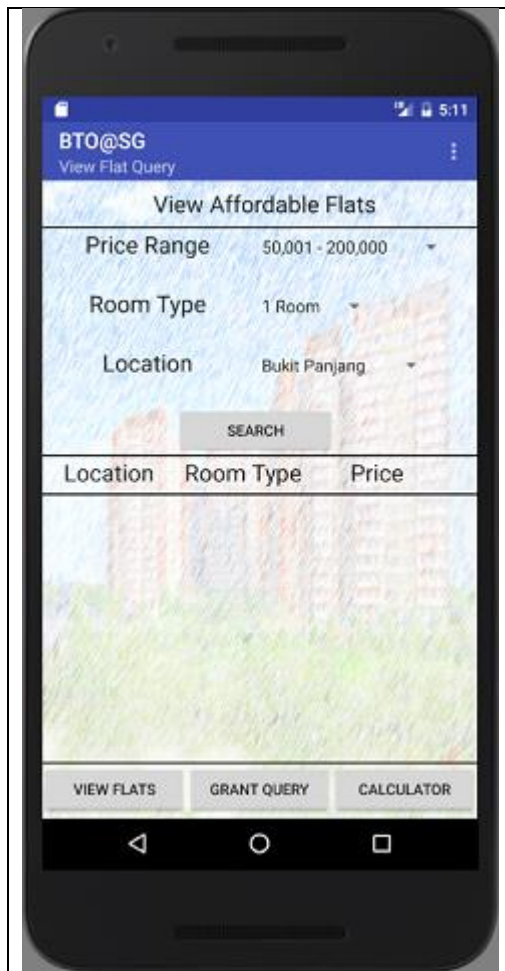 5:11
BTO@SG
View Flat Query
View Affordable Flats
Price Range 50,001 - 200,000
Room Type 1 Room
Location Bukit Panjang
SEARCH
Location Room Type Price
VIEW FLATS GRANT QUERY CALCULATOR